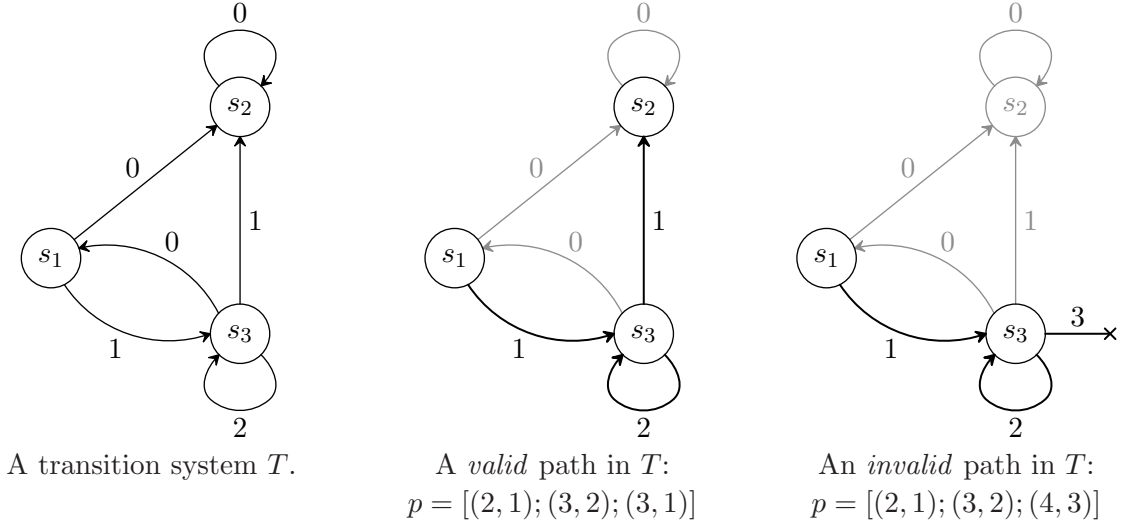 0
s₂
0
1
s₁
0
1
s₃
2
A transition system T.
0
s₂
0
1
s₁
0
1
s₃
2
A valid path in T:
p = [(2, 1); (3, 2); (3, 1)]
0
s₂
0
1
s₁
0
3
1
s₃
2
An invalid path in T:
p = [(2, 1); (3, 2); (4, 3)]